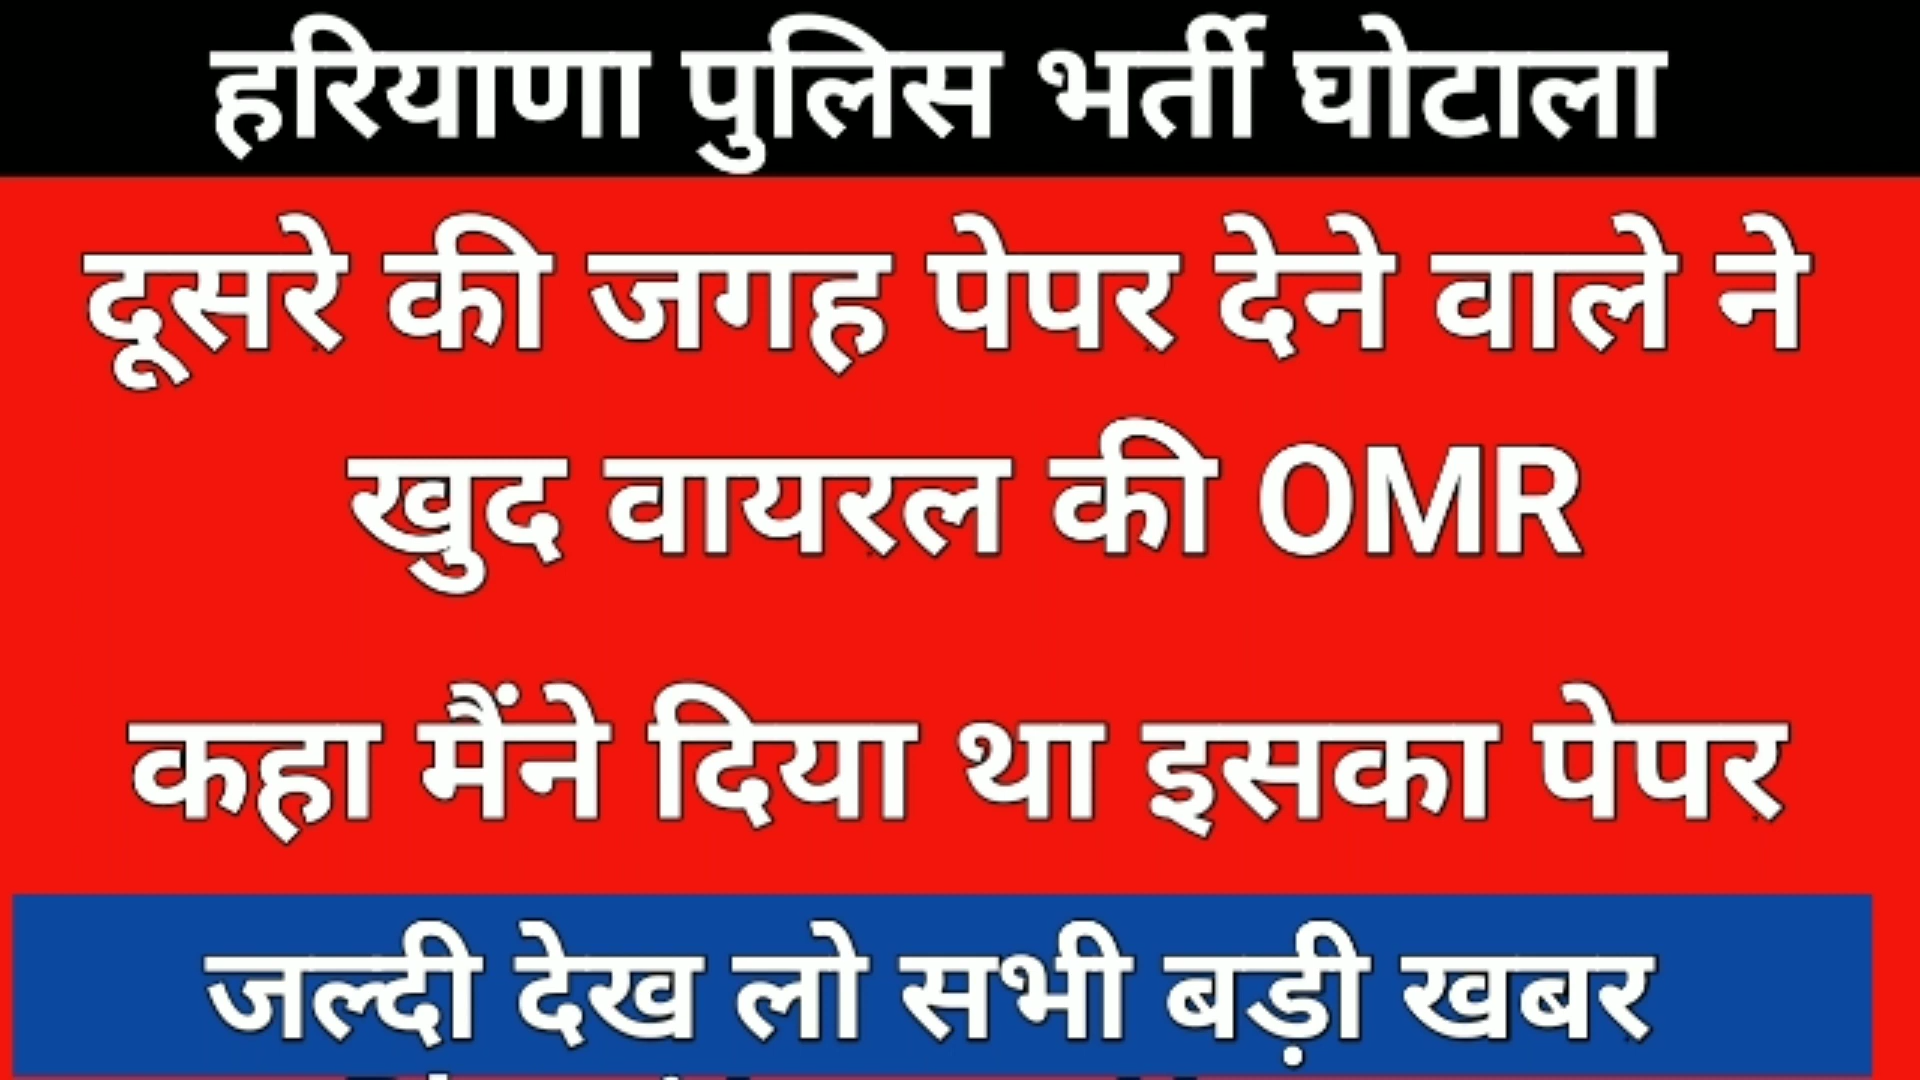 हरियाणा पुलिस भर्ती घोटाला
दूसरे की जगह पेपर देने वाले ने
खुद वायरल की OMR
कहा मैंने दिया था इसका पेपर
जल्दी देख लो सभी बड़ी खबर